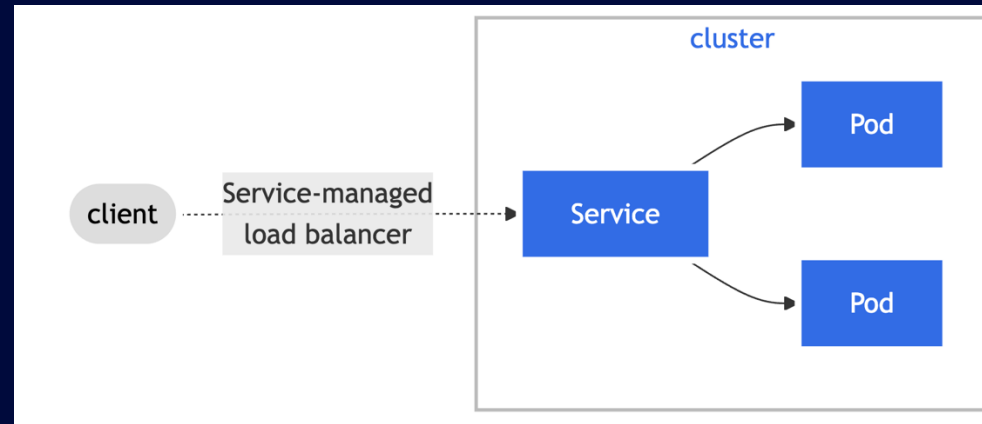 cluster
Pod
client
Service-managed
load balancer
Service
Pod